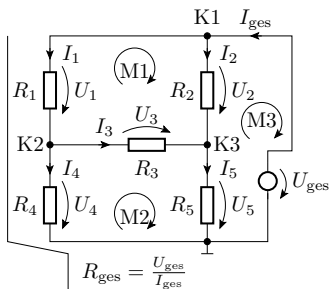 K1
I_ges
I_1
M1
I_2
R_1
U_1
R_2
U_2
M3
U_3
K2
I_3
K3
R_3
I_4
I_5
R_4
U_4
M2
R_5
U_5
U_ges
R_ges = U_ges/I_ges